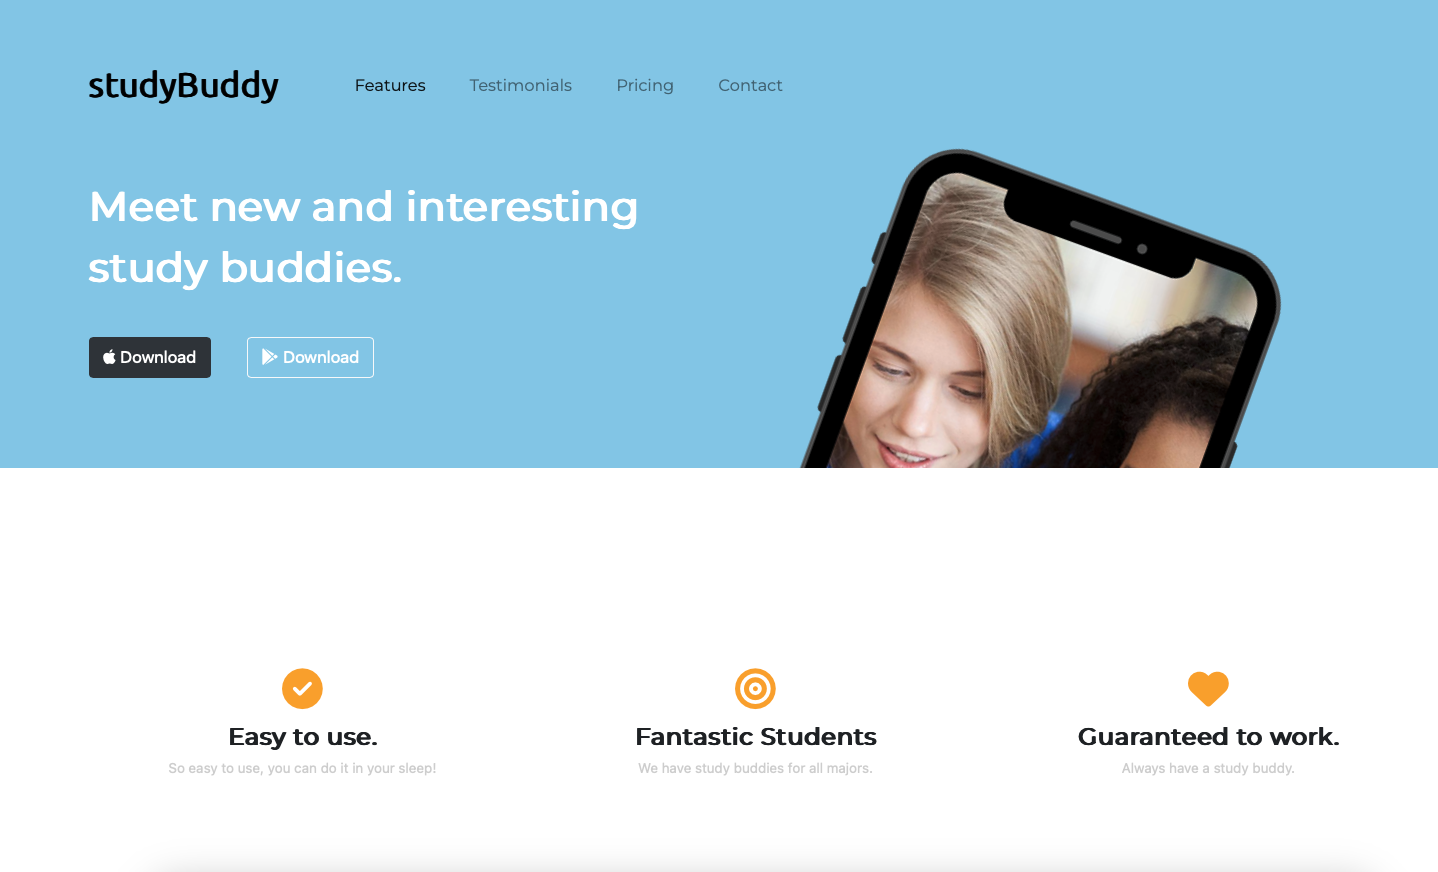 studyBuddy
Features
Testimonials
Pricing
Contact
Meet new and interesting
study buddies.
Download
Download
Easy to use.
So easy to use, you can do it in your sleep!
Fantastic Students
We have study buddies for all majors.
Guaranteed to work.
Always have a study buddy.